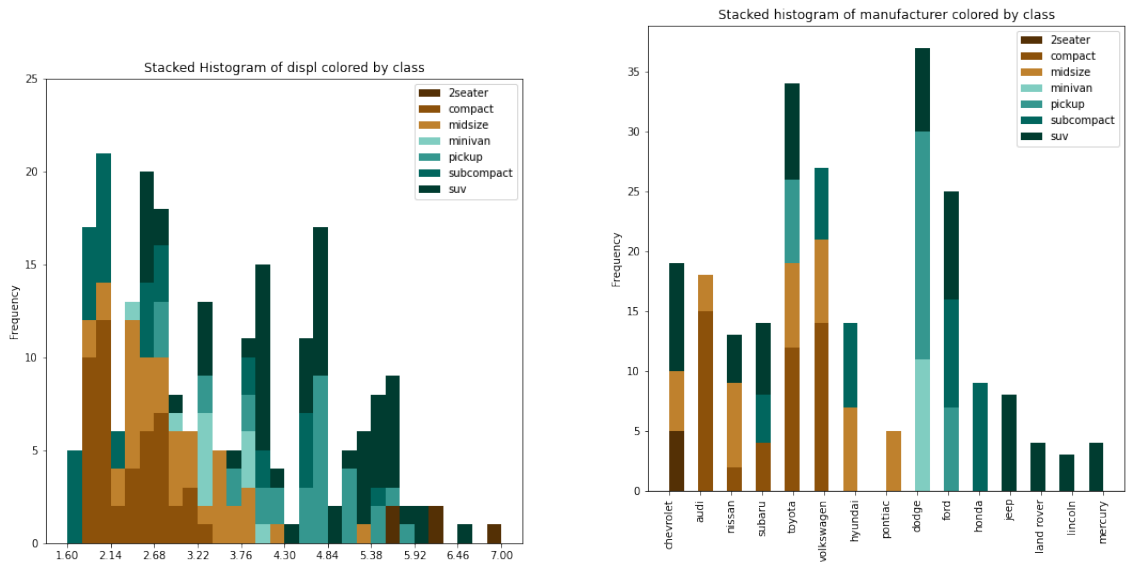 Stacked Histogram of displ colored by class
25
20
15
10
5
0
Frequency
2seater
compact
midsize
minivan
pickup
subcompact
suv
1.60 2.14 2.68 3.22 3.76 4.30 4.84 5.38 5.92 6.46 7.00
Stacked histogram of manufacturer colored by class
35
30
25
20
15
10
5
0
Frequency
2seater
compact
midsize
minivan
pickup
subcompact
suv
chevrolet
audi
nissan
subaru
toyota
volkswagen
hyundai
pontiac
dodge
ford
honda
jeep
land rover
lincoln
mercury